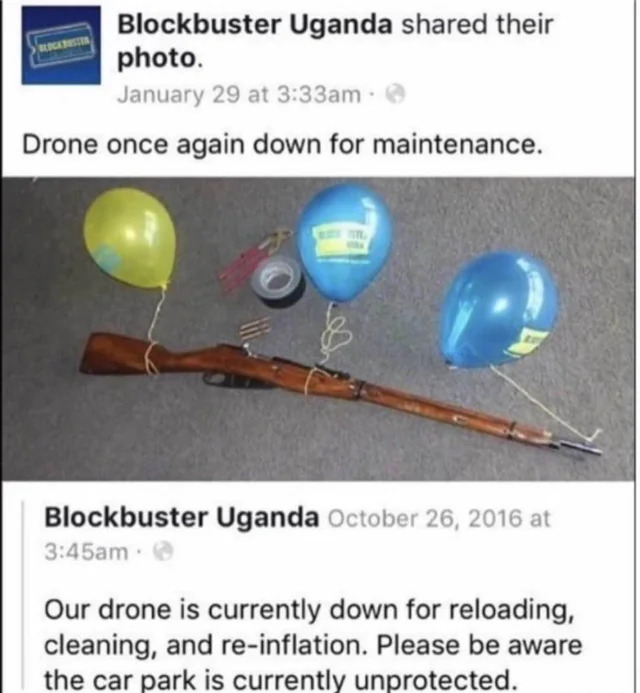 BLOCKBUSTER
Blockbuster Uganda shared their
photo.
January 29 at 3:33am ·
Drone once again down for maintenance.
Blockbuster Uganda October 26, 2016 at
3:45am ·
Our drone is currently down for reloading,
cleaning, and re-inflation. Please be aware
the car park is currently unprotected.